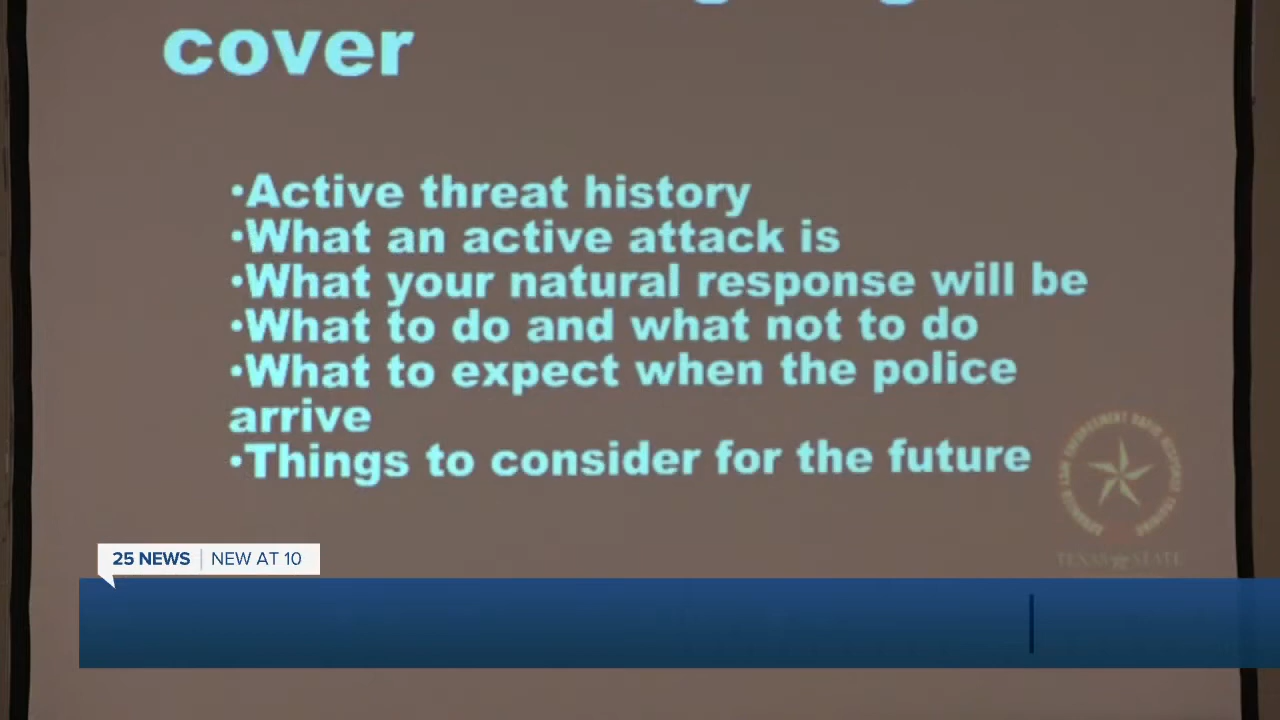 cover
•Active threat history
•What an active attack is
•What your natural response will be
•What to do and what not to do
•What to expect when the police
arrive
•Things to consider for the future
TEXAS STATE
25 NEWS | NEW AT 10